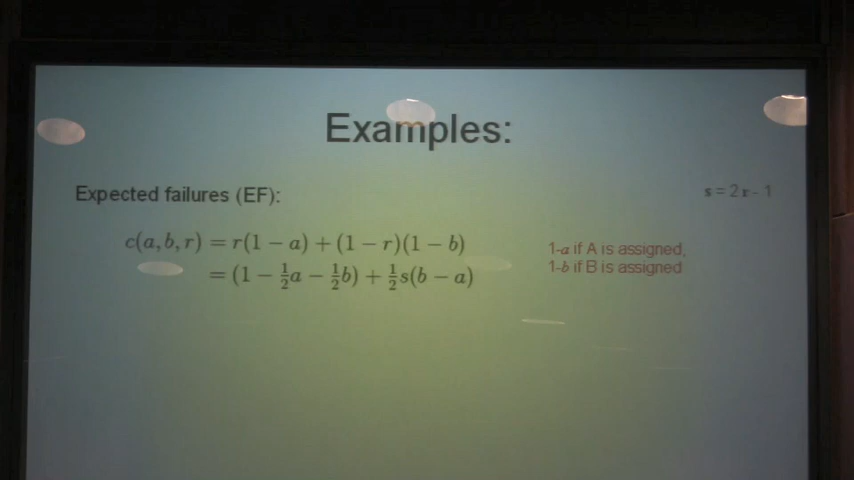 Examples:
Expected failures (EF):
s = 2r - 1
c(a, b, r) = r(1 − a) + (1 − r)(1 − b)
= (1 − ½a − ½b) + ½s(b − a)
1-a if A is assigned,
1-b if B is assigned